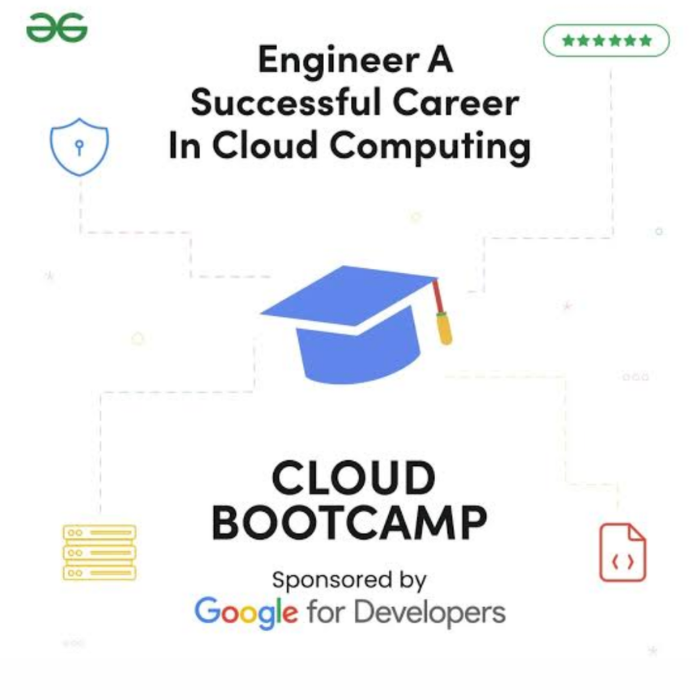 Engineer A
Successful Career
In Cloud Computing
CLOUD
BOOTCAMP
Sponsored by
Google for Developers